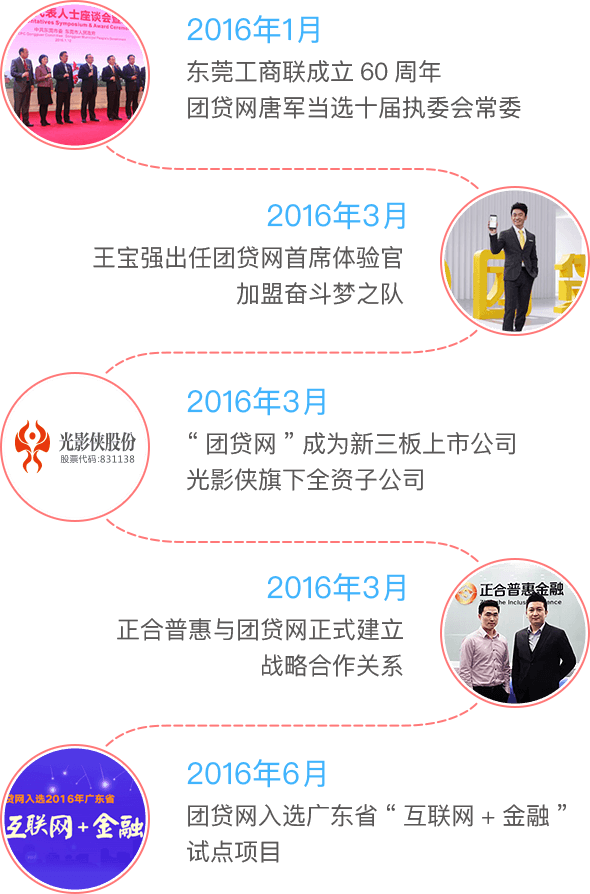 表人士座谈会暨
entatives Symposium & Award Cerem
2016年1月
东莞工商联成立 60 周年
团贷网唐军当选十届执委会常委
2016年3月
王宝强出任团贷网首席体验官
加盟奋斗梦之队
光影侠股份
股票代码:831138
2016年3月
“ 团贷网 ” 成为新三板上市公司
光影侠旗下全资子公司
正合普惠金融
2016年3月
正合普惠与团贷网正式建立
战略合作关系
贷网入选2016年广东省
互联网+金融
2016年6月
团贷网入选广东省 “ 互联网 + 金融 ”
试点项目